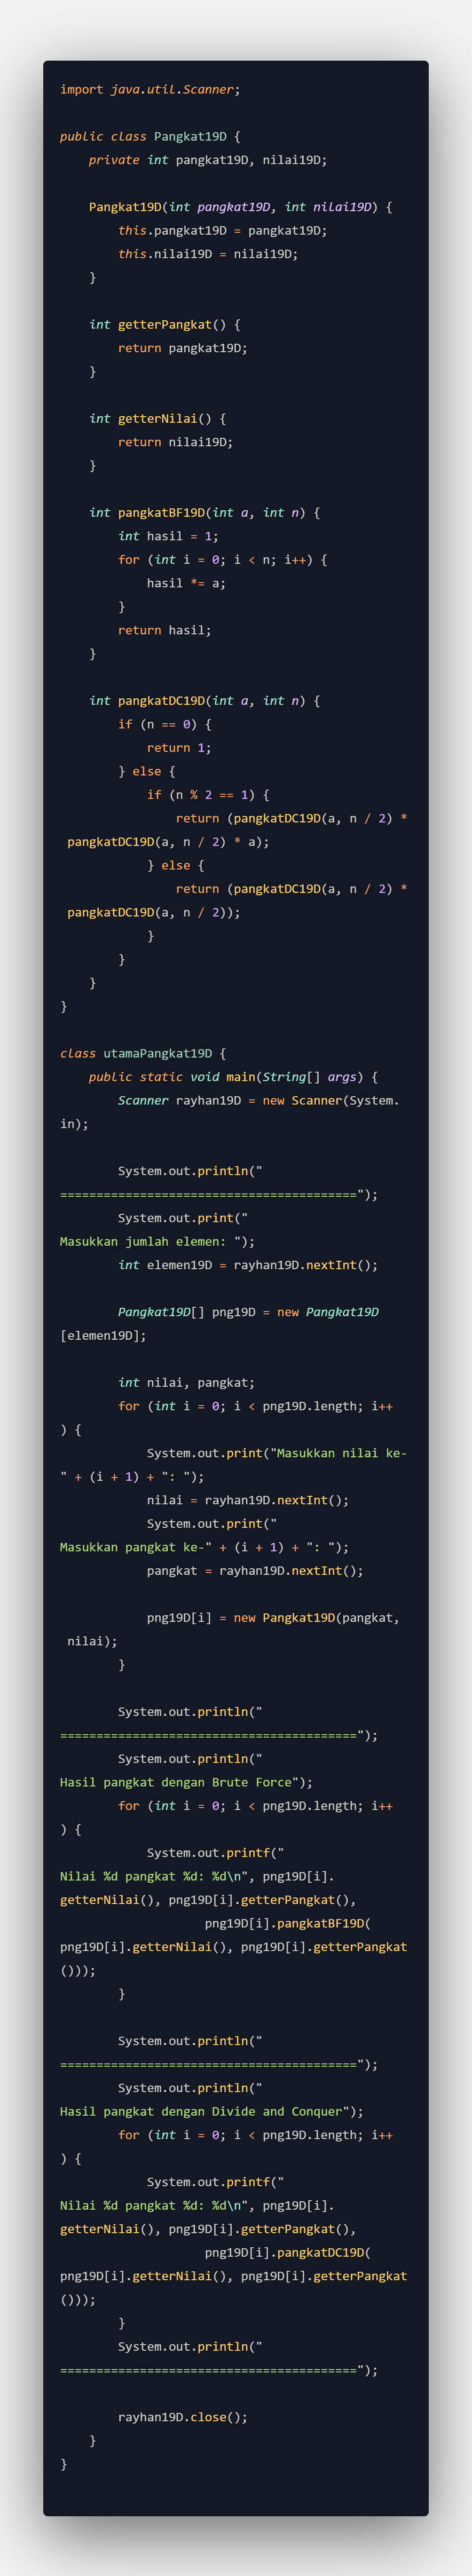 import java.util.Scanner;

public class Pangkat19D {
    private int pangkat19D, nilai19D;

    Pangkat19D(int pangkat19D, int nilai19D) {
        this.pangkat19D = pangkat19D;
        this.nilai19D = nilai19D;
    }

    int getterPangkat() {
        return pangkat19D;
    }

    int getterNilai() {
        return nilai19D;
    }

    int pangkatBF19D(int a, int n) {
        int hasil = 1;
        for (int i = 0; i < n; i++) {
            hasil *= a;
        }
        return hasil;
    }

    int pangkatDC19D(int a, int n) {
        if (n == 0) {
            return 1;
        } else {
            if (n % 2 == 1) {
                return (pangkatDC19D(a, n / 2) *
 pangkatDC19D(a, n / 2) * a);
            } else {
                return (pangkatDC19D(a, n / 2) *
 pangkatDC19D(a, n / 2));
            }
        }
    }
}

class utamaPangkat19D {
    public static void main(String[] args) {
        Scanner rayhan19D = new Scanner(System.
in);

        System.out.println("
=========================================");
        System.out.print("
Masukkan jumlah elemen: ");
        int elemen19D = rayhan19D.nextInt();

        Pangkat19D[] png19D = new Pangkat19D
[elemen19D];

        int nilai, pangkat;
        for (int i = 0; i < png19D.length; i++
) {
            System.out.print("Masukkan nilai ke-
" + (i + 1) + ": ");
            nilai = rayhan19D.nextInt();
            System.out.print("
Masukkan pangkat ke-" + (i + 1) + ": ");
            pangkat = rayhan19D.nextInt();

            png19D[i] = new Pangkat19D(pangkat,
 nilai);
        }

        System.out.println("
=========================================");
        System.out.println("
Hasil pangkat dengan Brute Force");
        for (int i = 0; i < png19D.length; i++
) {
            System.out.printf("
Nilai %d pangkat %d: %d\n", png19D[i].
getterNilai(), png19D[i].getterPangkat(),
                    png19D[i].pangkatBF19D(
png19D[i].getterNilai(), png19D[i].getterPangkat
()));
        }

        System.out.println("
=========================================");
        System.out.println("
Hasil pangkat dengan Divide and Conquer");
        for (int i = 0; i < png19D.length; i++
) {
            System.out.printf("
Nilai %d pangkat %d: %d\n", png19D[i].
getterNilai(), png19D[i].getterPangkat(),
                    png19D[i].pangkatDC19D(
png19D[i].getterNilai(), png19D[i].getterPangkat
()));
        }
        System.out.println("
=========================================");

        rayhan19D.close();
    }
}